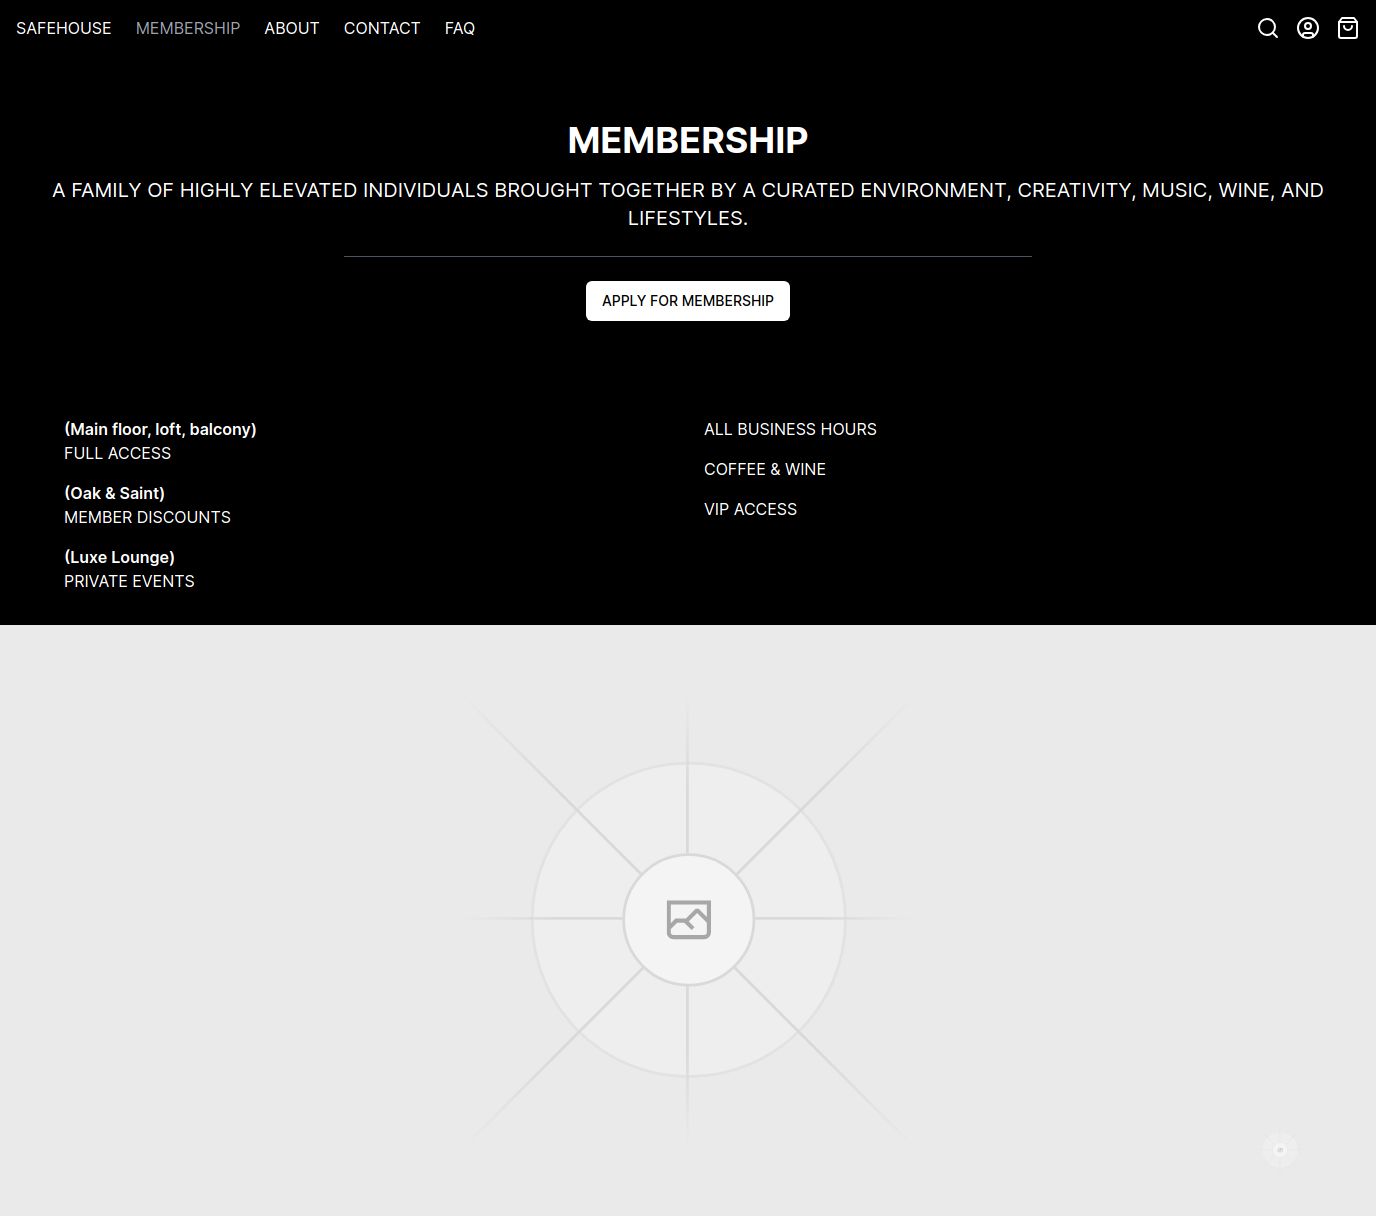 SAFEHOUSE MEMBERSHIP ABOUT CONTACT FAQ
MEMBERSHIP
A FAMILY OF HIGHLY ELEVATED INDIVIDUALS BROUGHT TOGETHER BY A CURATED ENVIRONMENT, CREATIVITY, MUSIC, WINE, AND
LIFESTYLES.
APPLY FOR MEMBERSHIP
(Main floor, loft, balcony)
FULL ACCESS
(Oak & Saint)
MEMBER DISCOUNTS
(Luxe Lounge)
PRIVATE EVENTS
ALL BUSINESS HOURS
COFFEE & WINE
VIP ACCESS